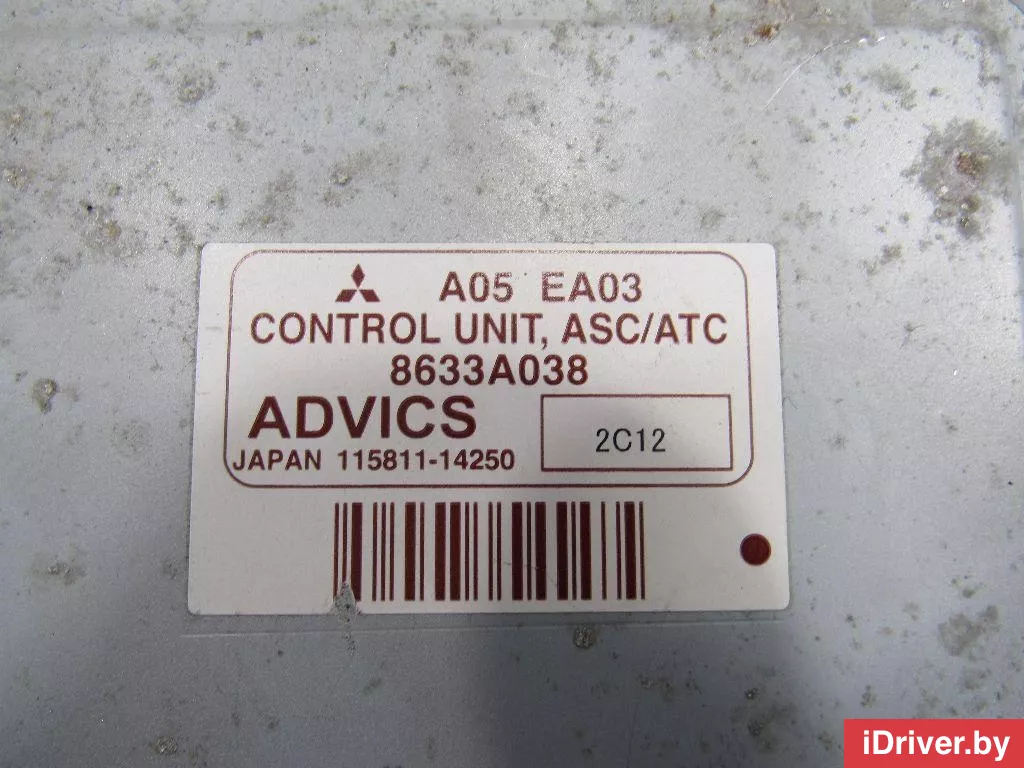 A05 EA03
CONTROL UNIT, ASC/ATC
8633A038
ADVICS
2C12
JAPAN 115811-14250
iDriver.by